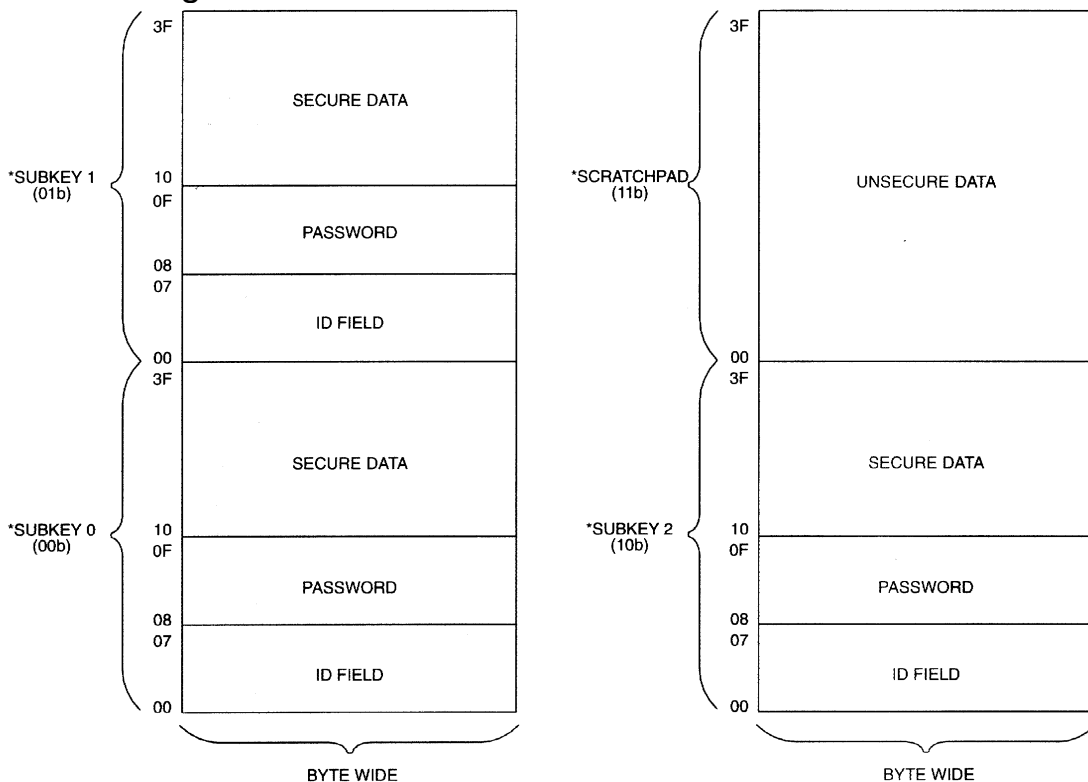 3F
SECURE DATA
*SUBKEY 1
(01b)
10
0F
PASSWORD
08
07
ID FIELD
00
3F
SECURE DATA
*SUBKEY 0
(00b)
10
0F
PASSWORD
08
07
ID FIELD
00
BYTE WIDE
3F
*SCRATCHPAD
(11b)
UNSECURE DATA
00
3F
SECURE DATA
*SUBKEY 2
(10b)
10
0F
PASSWORD
08
07
ID FIELD
00
BYTE WIDE